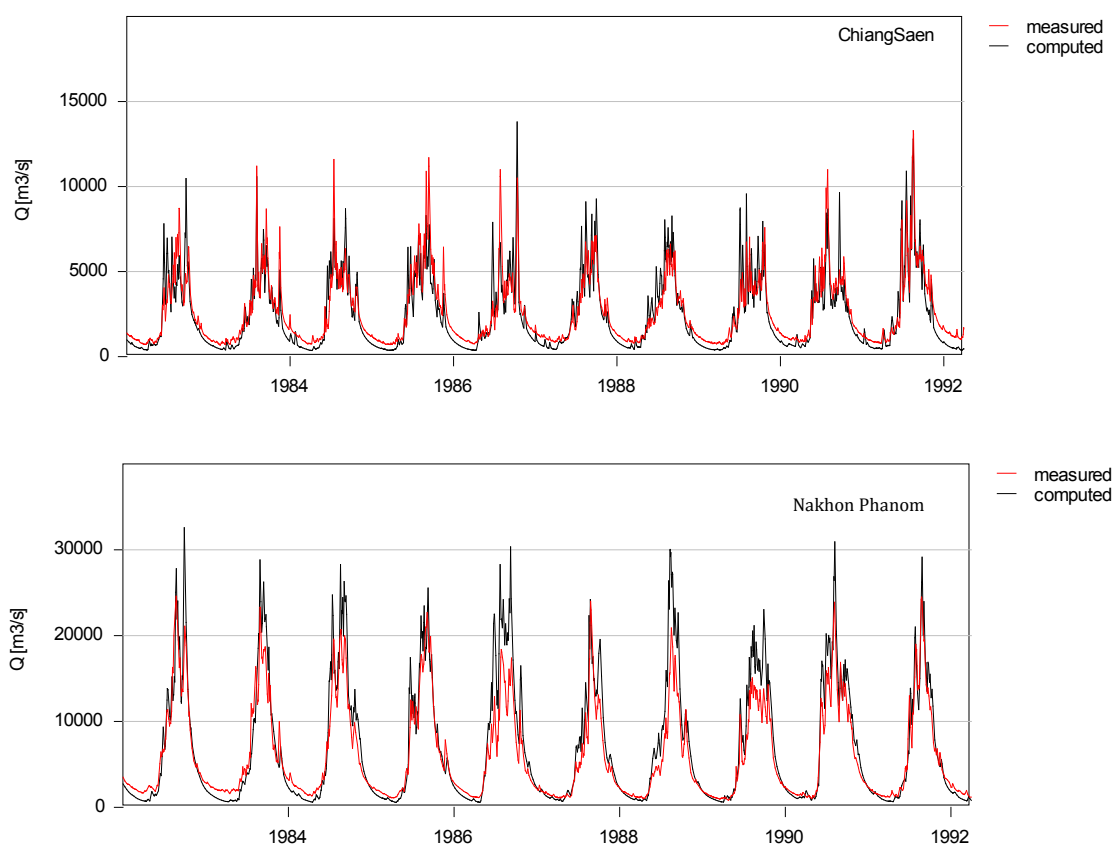 ChiangSaen
measured
computed
15000
10000
5000
0
Q [m3/s]
1984
1986
1988
1990
1992
Nakhon Phanom
measured
computed
30000
20000
10000
0
Q [m3/s]
1984
1986
1988
1990
1992